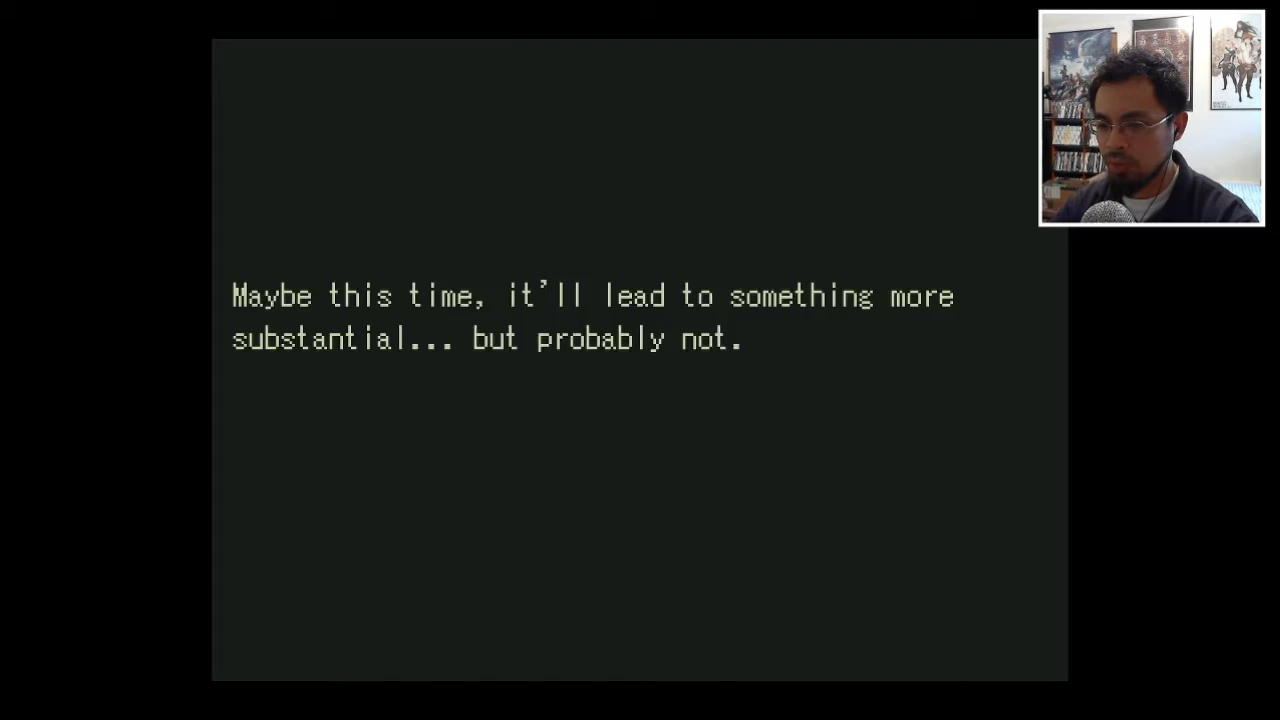 Maybe this time, it'll lead to something more
substantial... but probably not.